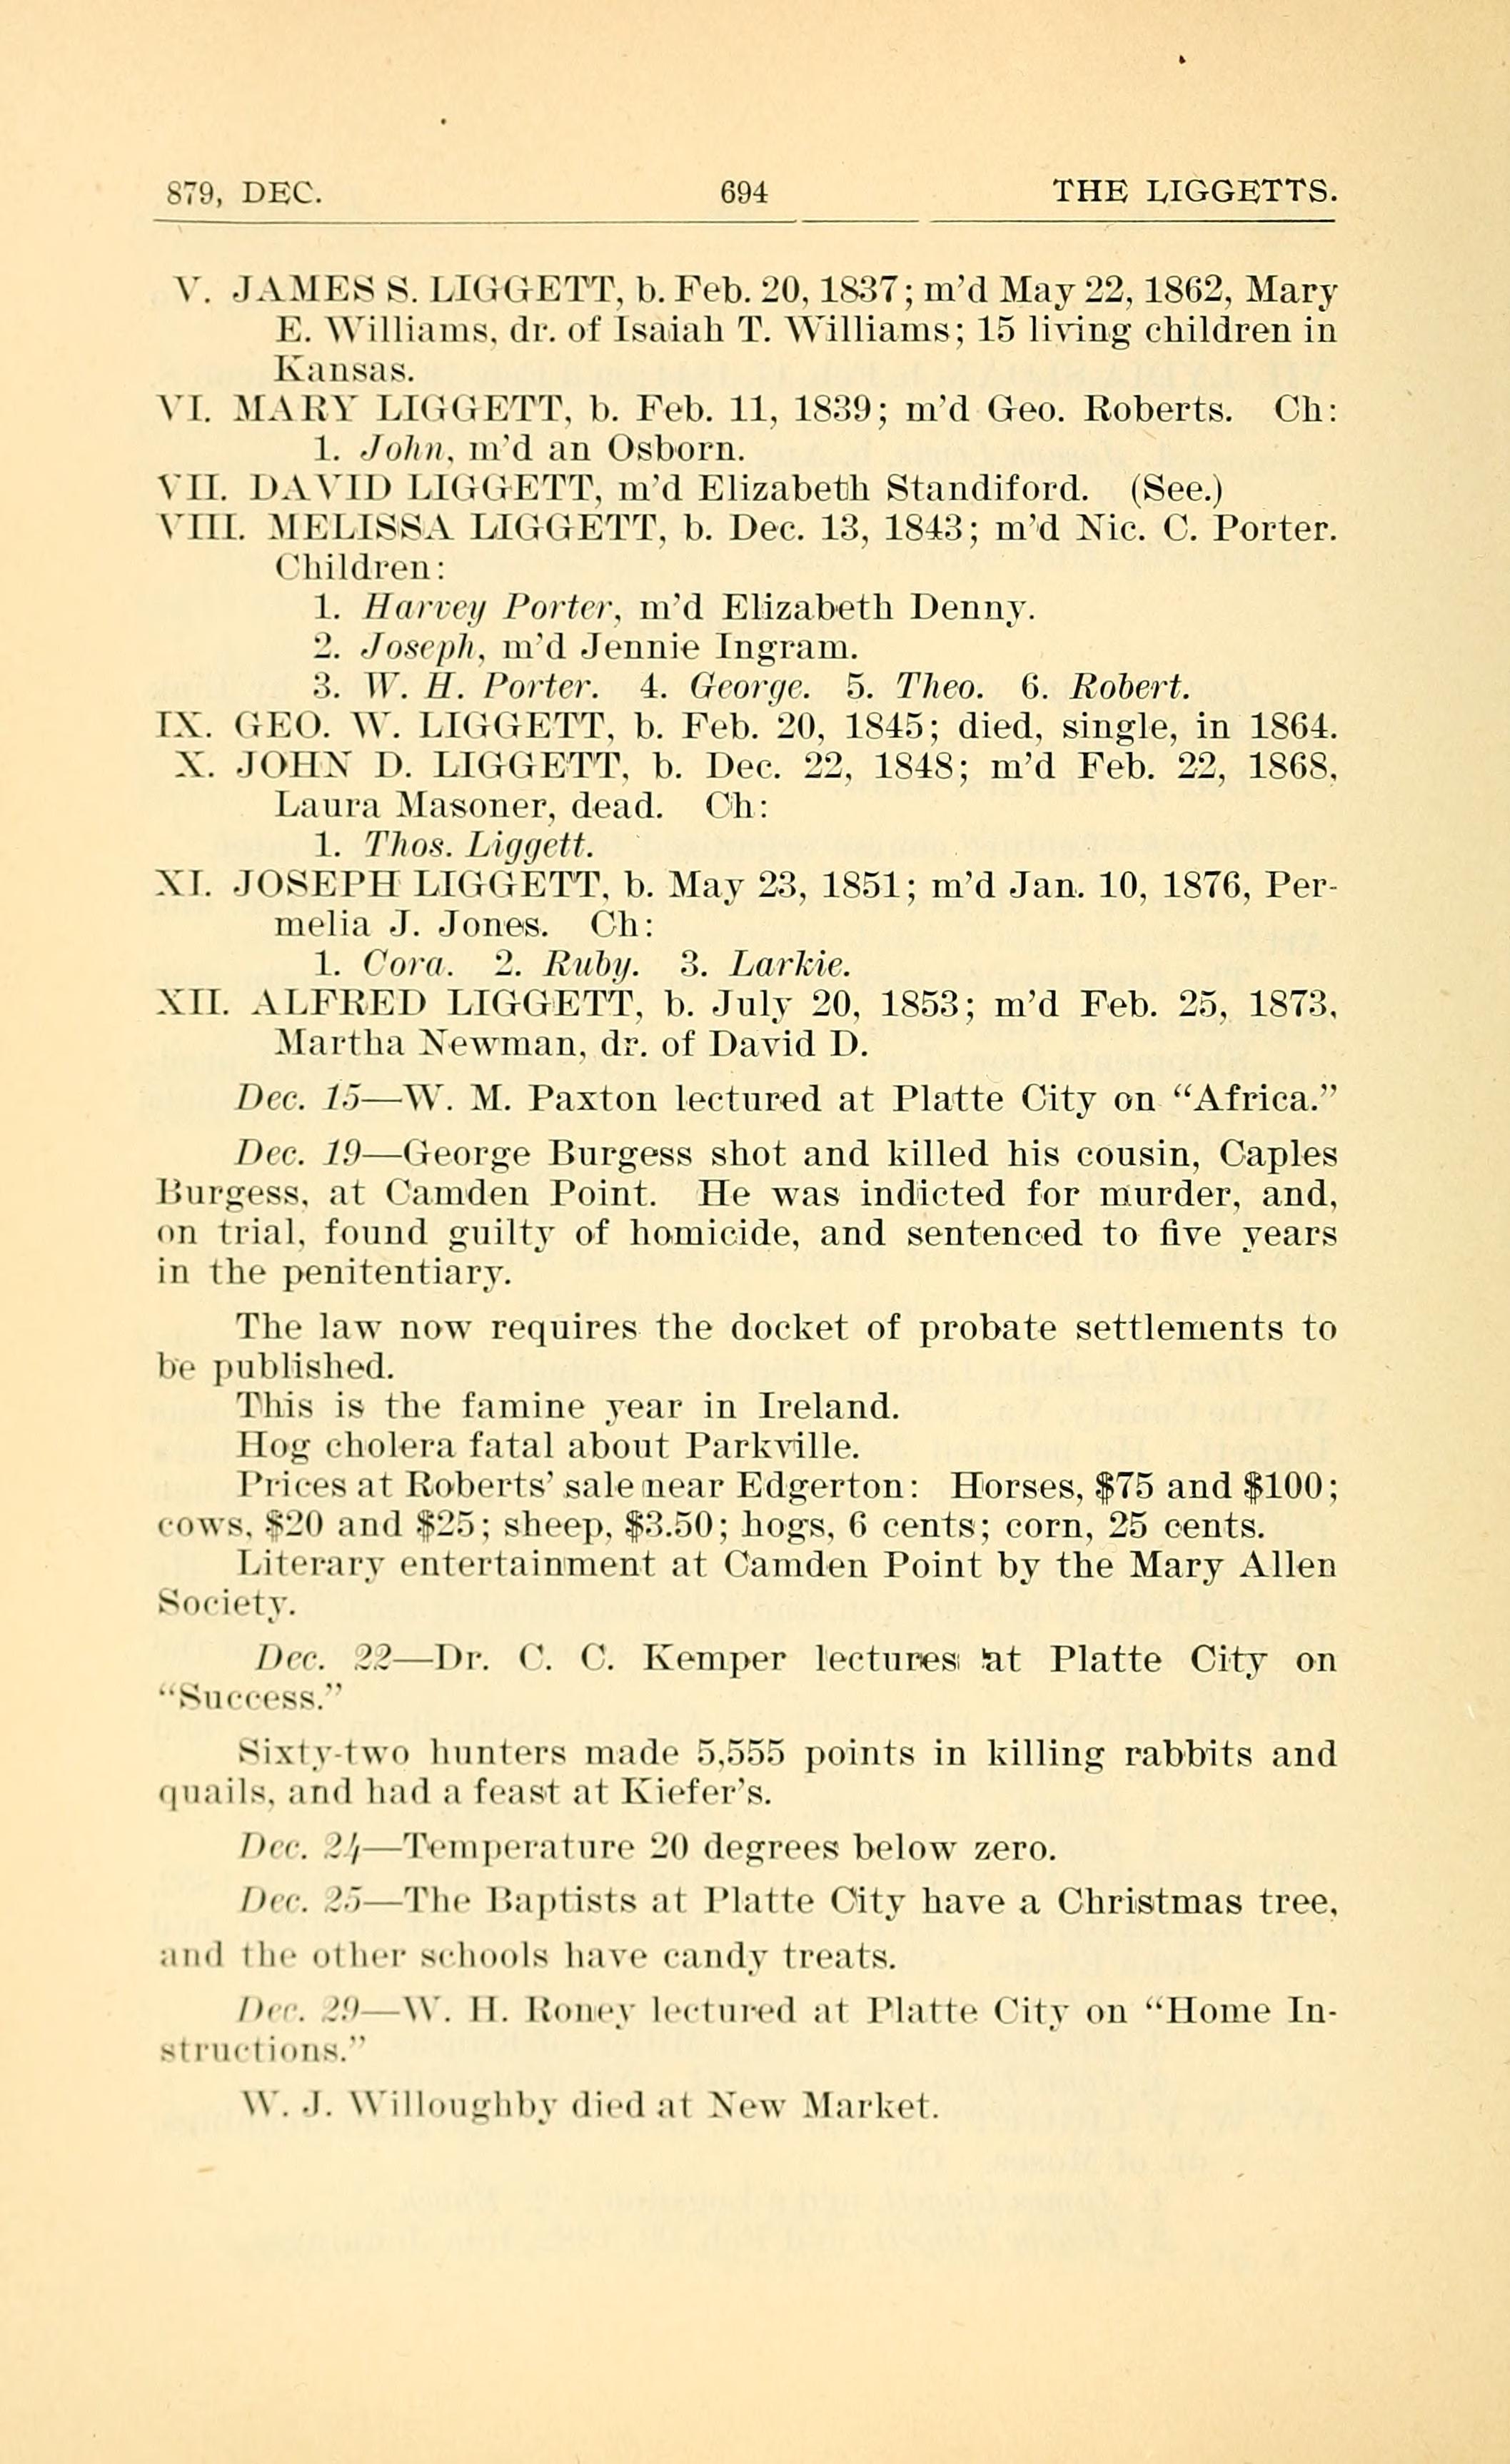 879, DEC. 694 THE LIGGETTS.
V. JAMES S. LIGGETT, b. Feb. 20, 1837; m'd May 22, 1862, Mary
E. Williams, dr. of Isaiah T. Williams; 15 living children in
Kansas.
VI. MARY LIGGETT, b. Feb. 11, 1839; m'd Geo. Roberts. Ch:
1. John, m'd an Osborn.
VII. DAVID LIGGETT, m'd Elizabeth Standiford. (See.)
VIII. MELISSA LIGGETT, b. Dec. 13, 1843; m'd Nic. C. Porter.
Children:
1. Harvey Porter, m'd Elizabeth Denny.
2. Joseph, m'd Jennie Ingram.
3. W. H. Porter. 4. George. 5. Theo. 6. Robert.
IX. GEO. W. LIGGETT, b. Feb. 20, 1845; died, single, in 1864.
X. JOHN D. LIGGETT, b. Dec. 22, 1848; m'd Feb. 22, 1868,
Laura Masoner, dead. Ch:
1. Thos. Liggett.
XI. JOSEPH LIGGETT, b. May 23, 1851; m'd Jan. 10, 1876, Per-
melia J. Jones. Ch:
1. Cora. 2. Ruby. 3. Larkie.
XII. ALFRED LIGGETT, b. July 20, 1853; m'd Feb. 25, 1873,
Martha Newman, dr. of David D.
Dec. 15—W. M. Paxton lectured at Platte City on "Africa."
Dec. 19—George Burgess shot and killed his cousin, Caples
Burgess, at Camden Point. He was indicted for murder, and,
on trial, found guilty of homicide, and sentenced to five years
in the penitentiary.
The law now requires the docket of probate settlements to
be published.
This is the famine year in Ireland.
Hog cholera fatal about Parkville.
Prices at Roberts' sale near Edgerton: Horses, $75 and $100;
cows, $20 and $25; sheep, $3.50; hogs, 6 cents; corn, 25 cents.
Literary entertainment at Camden Point by the Mary Allen
Society.
Dec. 22—Dr. C. C. Kemper lectures at Platte City on
"Success."
Sixty-two hunters made 5,555 points in killing rabbits and
quails, and had a feast at Kiefer's.
Dec. 24—Temperature 20 degrees below zero.
Dec. 25—The Baptists at Platte City have a Christmas tree,
and the other schools have candy treats.
Dec. 29—W. H. Roney lectured at Platte City on "Home In-
structions."
W. J. Willoughby died at New Market.